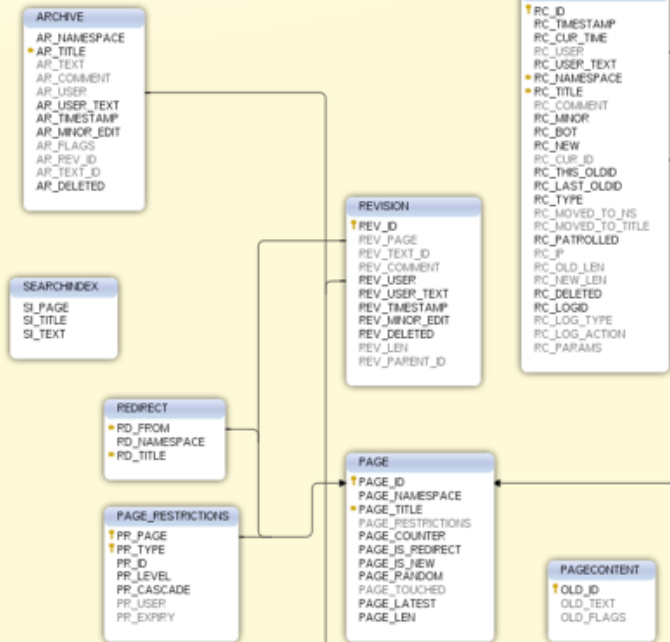 ARCHIVE
AR_NAMESPACE
AR_TITLE
AR_TEXT
AR_COMMENT
AR_USER
AR_USER_TEXT
AR_TIMESTAMP
AR_MINOR_EDIT
AR_FLAGS
AR_REV_ID
AR_TEXT_ID
AR_DELETED
RC_ID
RC_TIMESTAMP
RC_CUR_TIME
RC_USER
RC_USER_TEXT
RC_NAMESPACE
RC_TITLE
RC_COMMENT
RC_MINOR
RC_BOT
RC_NEW
RC_CUR_ID
RC_THIS_OLDID
RC_LAST_OLDID
RC_TYPE
RC_MOVED_TO_NS
RC_MOVED_TO_TITLE
RC_PATROLLED
RC_IP
RC_OLD_LEN
RC_NEW_LEN
RC_DELETED
RC_LOGID
RC_LOG_TYPE
RC_LOG_ACTION
RC_PARAMS
REVISION
REV_ID
REV_PAGE
REV_TEXT_ID
REV_COMMENT
REV_USER
REV_USER_TEXT
REV_TIMESTAMP
REV_MINOR_EDIT
REV_DELETED
REV_LEN
REV_PARENT_ID
SEARCHINDEX
SI_PAGE
SI_TITLE
SI_TEXT
REDIRECT
RD_FROM
RD_NAMESPACE
RD_TITLE
PAGE
PAGE_ID
PAGE_NAMESPACE
PAGE_TITLE
PAGE_RESTRICTIONS
PAGE_COUNTER
PAGE_IS_REDIRECT
PAGE_IS_NEW
PAGE_RANDOM
PAGE_TOUCHED
PAGE_LATEST
PAGE_LEN
PAGE_RESTRICTIONS
PR_PAGE
PR_TYPE
PR_ID
PR_LEVEL
PR_CASCADE
PR_USER
PR_EXPIRY
PAGECONTENT
OLD_ID
OLD_TEXT
OLD_FLAGS